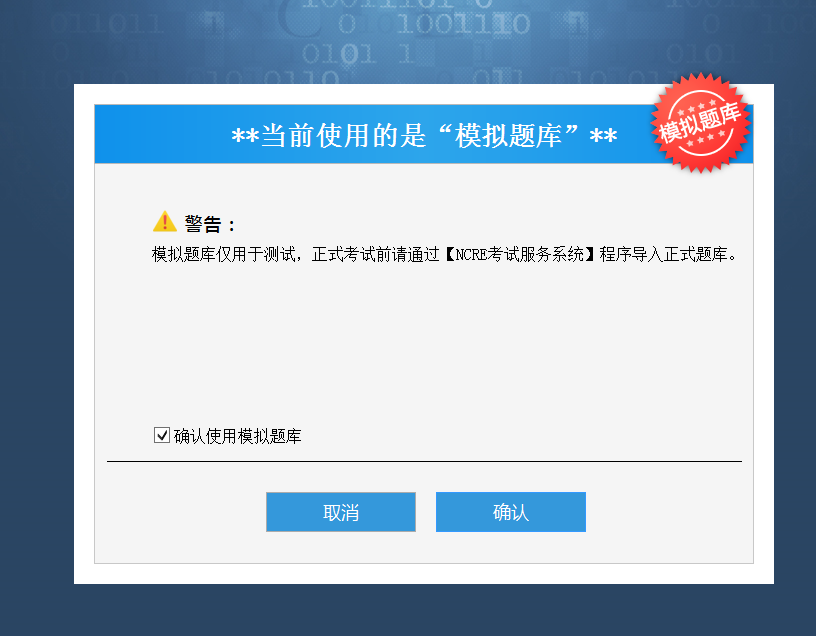 1001110
0101 1
**当前使用的是“模拟题库”**
模拟题库
警告：
模拟题库仅用于测试，正式考试前请通过【NCRE考试服务系统】程序导入正式题库。
确认使用模拟题库
取消
确认